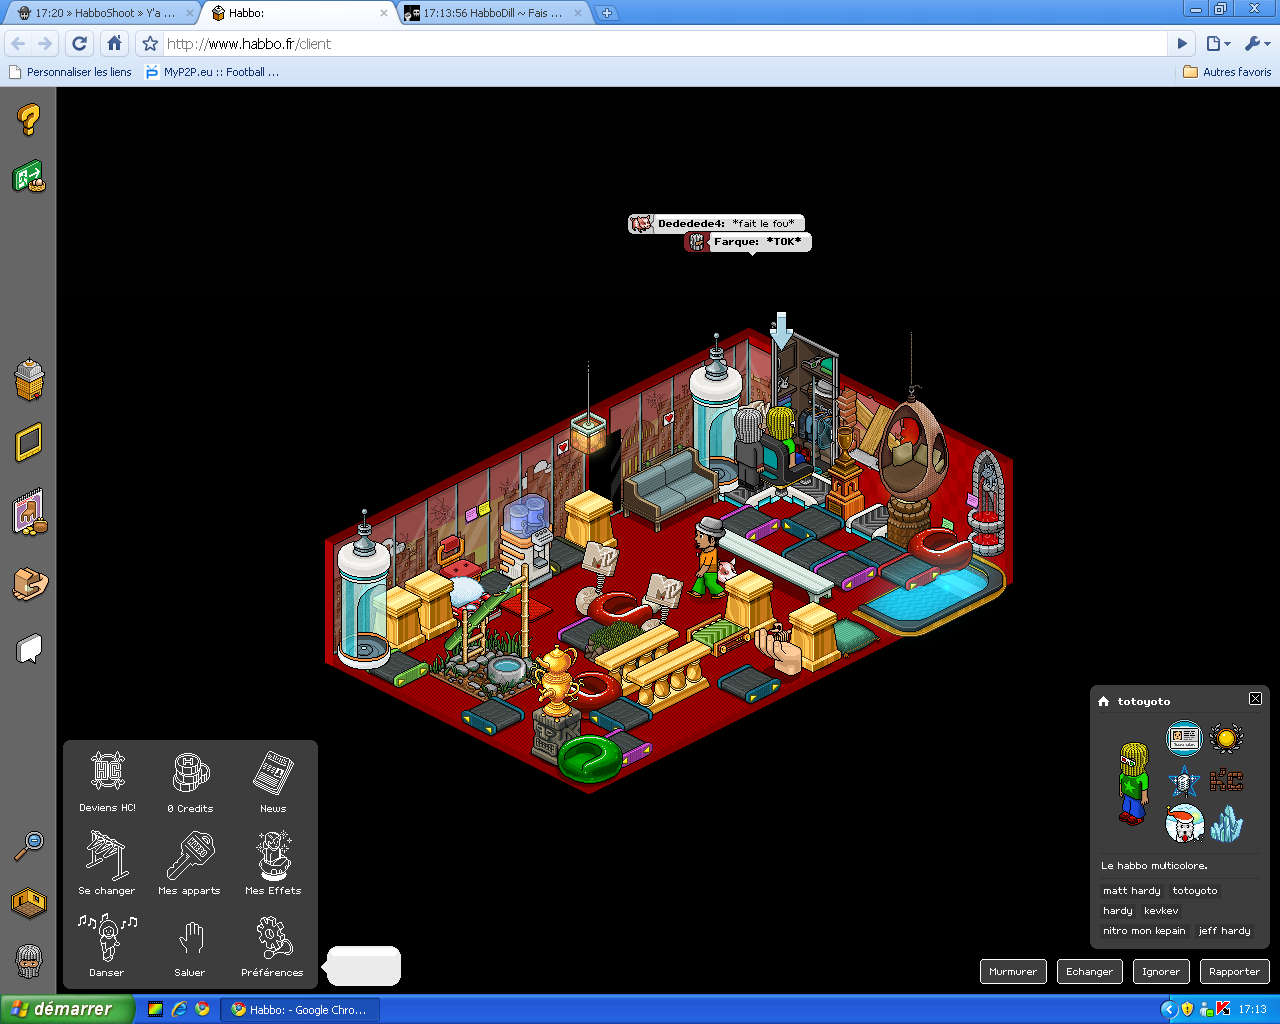 17:20 » HabboShoot » Y'a ...
Habbo:
17:13:56 HabboDill ~ Fais ...
http://www.habbo.fr/client
Personnaliser les liens
MyP2P.eu :: Football ...
Autres favoris
Dededede4: *fait le fou*
Farque: *TOK*
MTV
MTV
totoyoto
Le habbo multicolore.
matt hardy
totoyoto
hardy
kevkev
nitro mon kepain
jeff hardy
Murmurer
Echanger
Ignorer
Rapporter
HC
Deviens HC!
0 Credits
News
Se changer
Mes apparts
Mes Effets
Danser
Saluer
Préférences
démarrer
Habbo: - Google Chro...
17:13